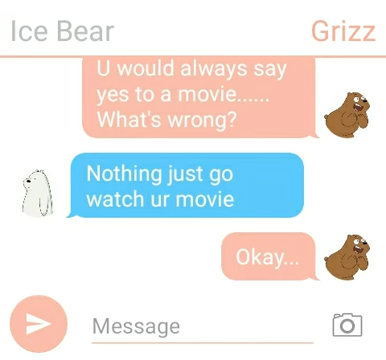 Ice Bear
Grizz
U would always say
yes to a movie......
What's wrong?
Nothing just go
watch ur movie
Okay...
Message